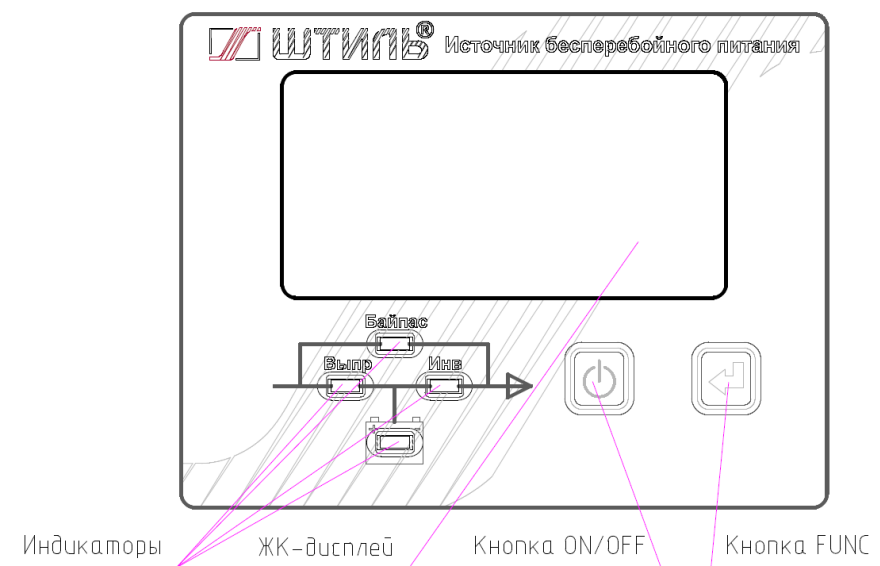 ШТИЛЬ® Источник бесперебойного питания
Байпас
Выпр Инв
+ -
Индикаторы ЖК-дисплей Кнопка ON/OFF Кнопка FUNC